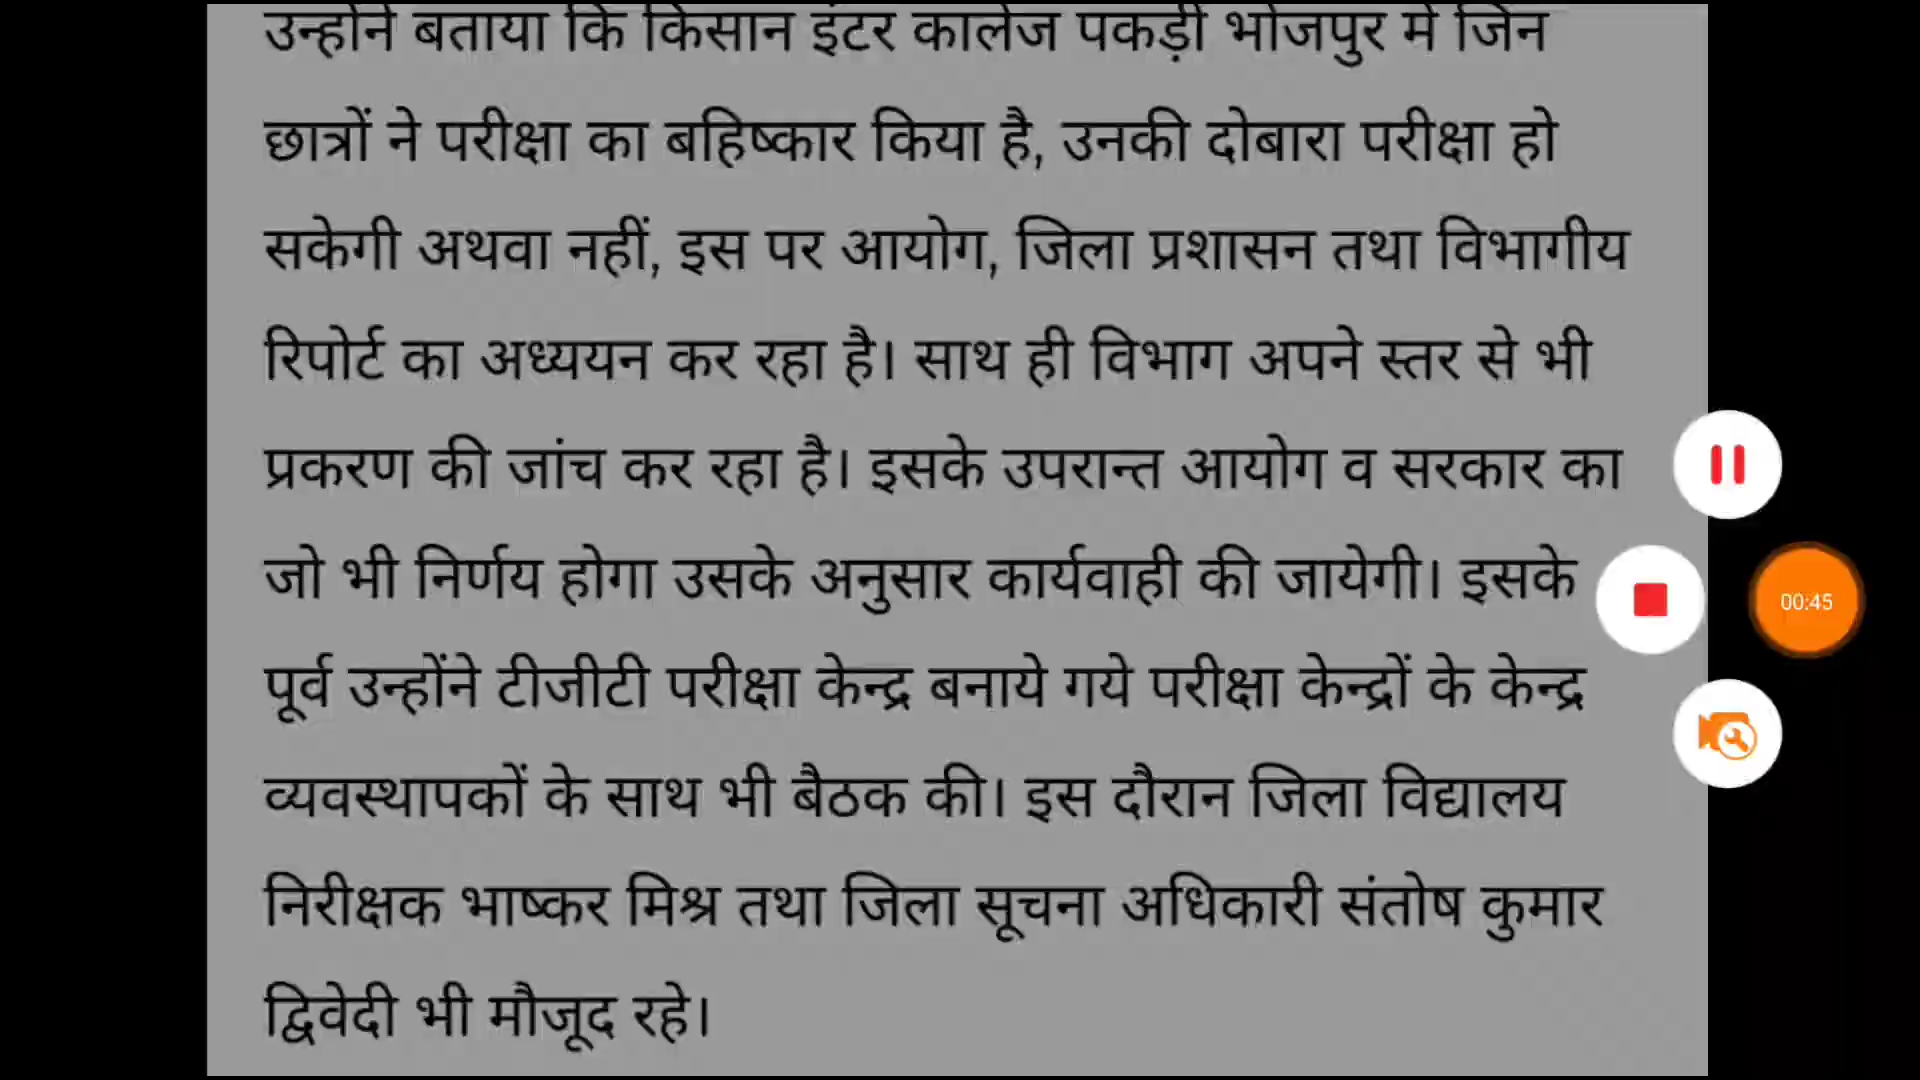 उन्होंने बताया कि किसान इंटर कालेज पकड़ी भोजपुर में जिन
छात्रों ने परीक्षा का बहिष्कार किया है, उनकी दोबारा परीक्षा हो
सकेगी अथवा नहीं, इस पर आयोग, जिला प्रशासन तथा विभागीय
रिपोर्ट का अध्ययन कर रहा है। साथ ही विभाग अपने स्तर से भी
प्रकरण की जांच कर रहा है। इसके उपरान्त आयोग व सरकार का
जो भी निर्णय होगा उसके अनुसार कार्यवाही की जायेगी। इसके
पूर्व उन्होंने टीजीटी परीक्षा केन्द्र बनाये गये परीक्षा केन्द्रों के केन्द्र
व्यवस्थापकों के साथ भी बैठक की। इस दौरान जिला विद्यालय
निरीक्षक भाष्कर मिश्र तथा जिला सूचना अधिकारी संतोष कुमार
द्विवेदी भी मौजूद रहे।
00:45